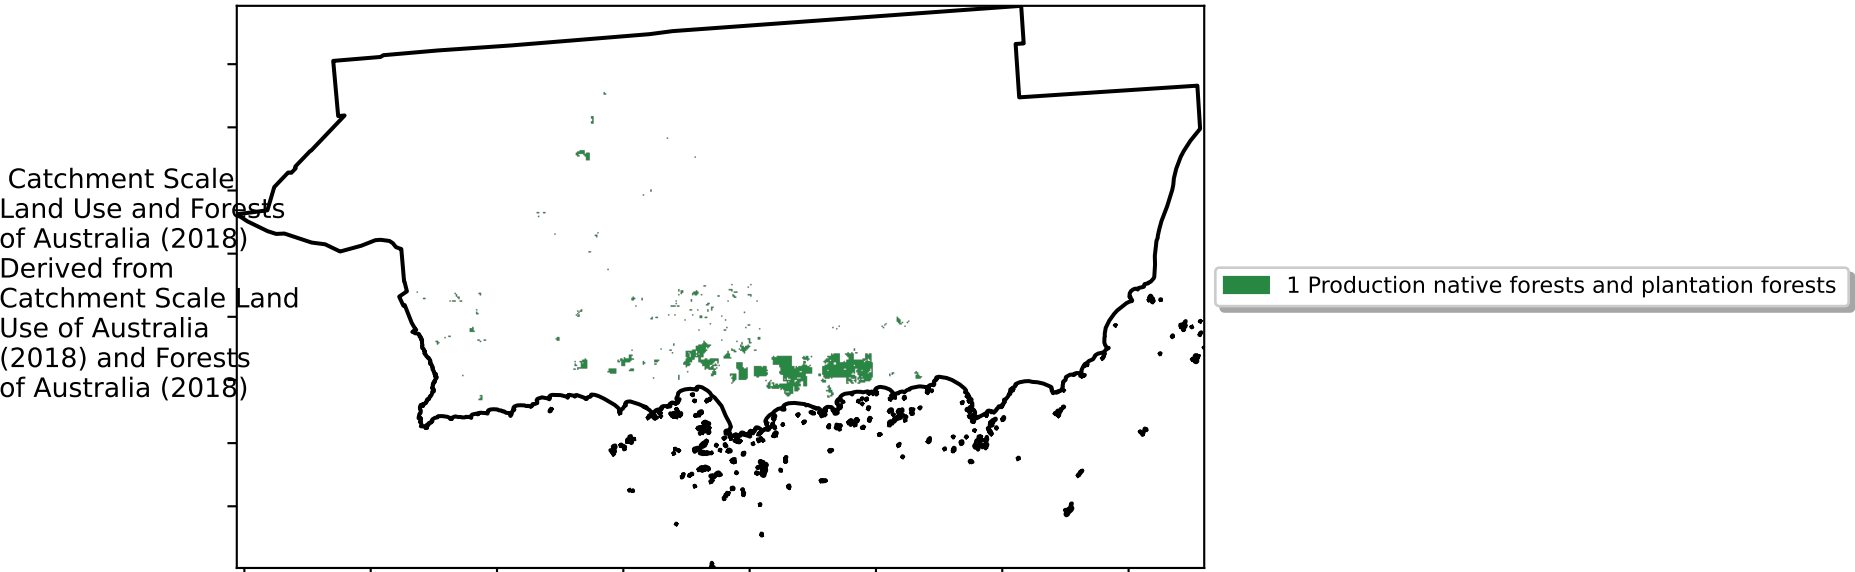 Catchment Scale
Land Use and Forests
of Australia (2018)
Derived from
Catchment Scale Land
Use of Australia
(2018) and Forests
of Australia (2018)
1 Production native forests and plantation forests